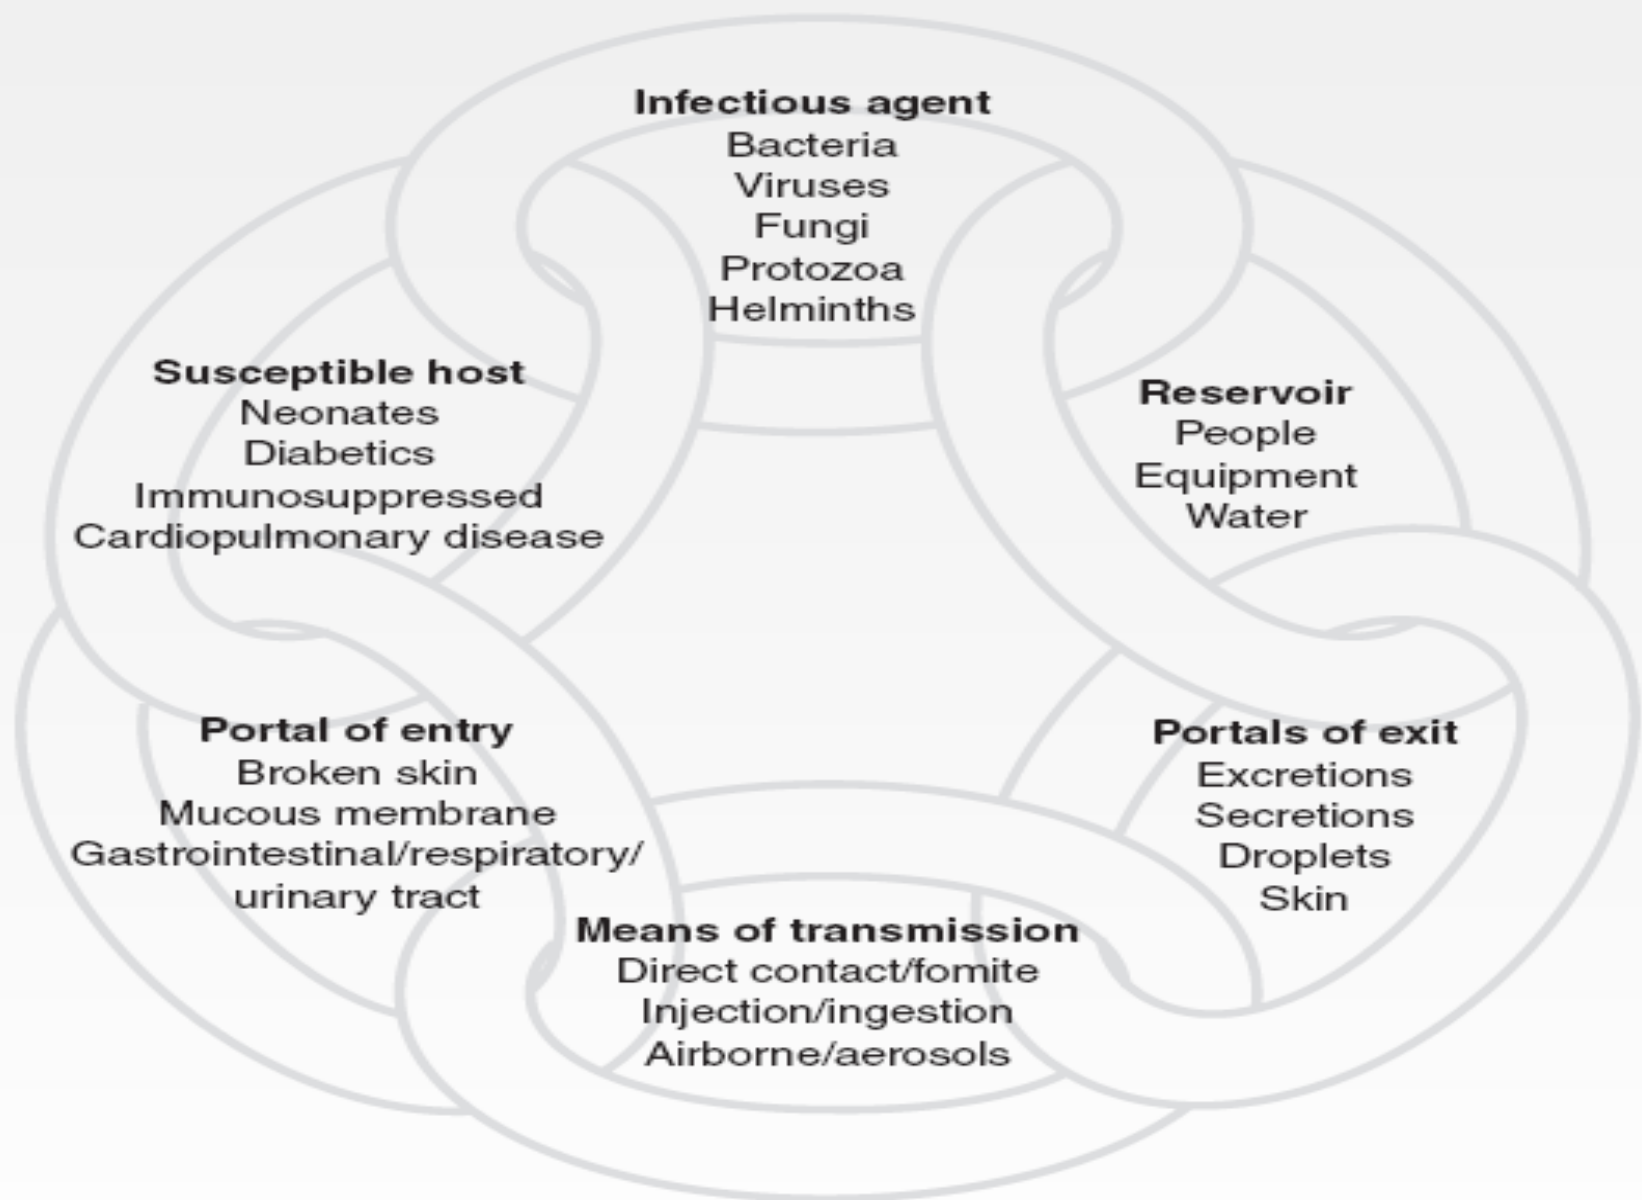 Infectious agent
Bacteria
Viruses
Fungi
Protozoa
Helminths
Reservoir
People
Equipment
Water
Portals of exit
Excretions
Secretions
Droplets
Skin
Means of transmission
Direct contact/fomite
Injection/ingestion
Airborne/aerosols
Portal of entry
Broken skin
Mucous membrane
Gastrointestinal/respiratory/
urinary tract
Susceptible host
Neonates
Diabetics
Immunosuppressed
Cardiopulmonary disease